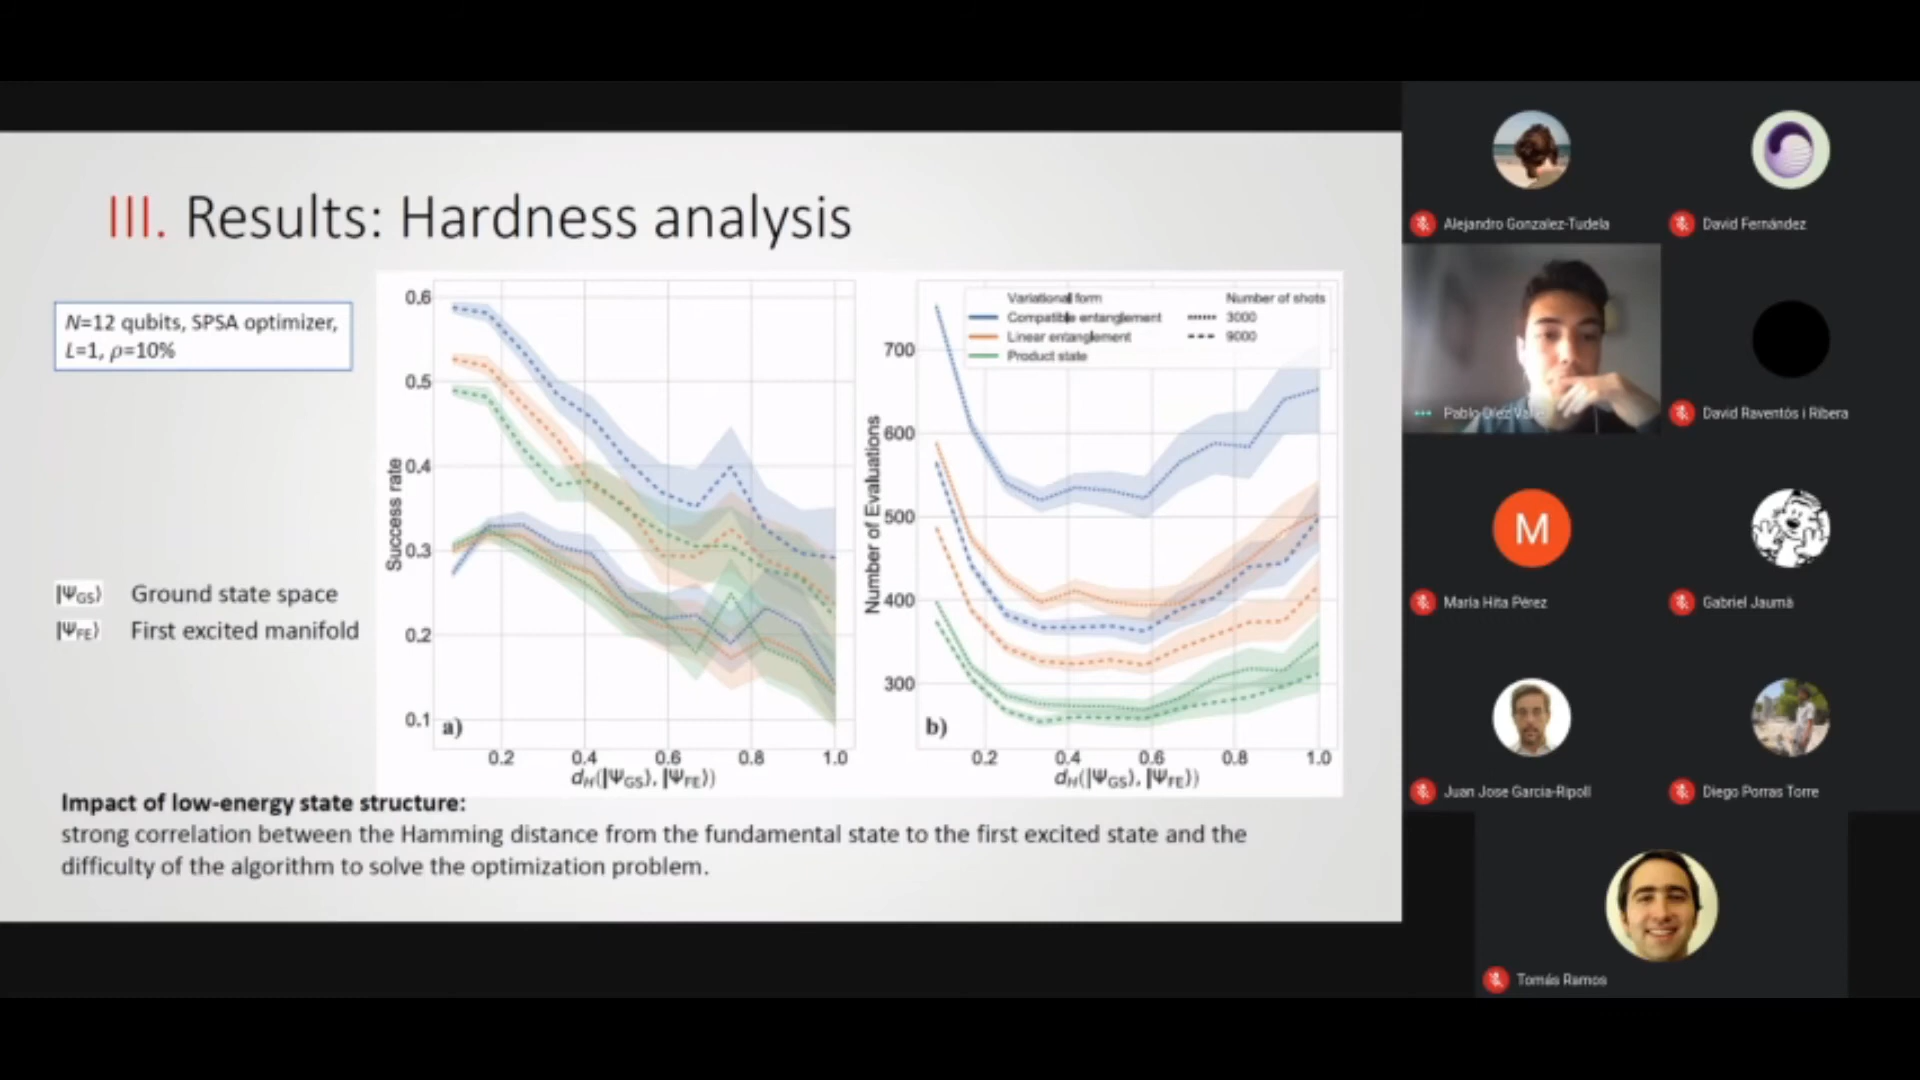 III. Results: Hardness analysis
N=12 qubits, SPSA optimizer,
L=1, ρ=10%
|Ψ_GS⟩ Ground state space
|Ψ_FE⟩ First excited manifold
Success rate
0.6
0.5
0.4
0.3
0.2
0.1
a)
0.2 0.4 0.6 0.8 1.0
d_H(|Ψ_GS⟩, |Ψ_FE⟩)
Number of Evaluations
700
600
500
400
300
Variational form Number of shots
Compatible entanglement 3000
Linear entanglement 9000
Product state
b)
0.2 0.4 0.6 0.8 1.0
d_H(|Ψ_GS⟩, |Ψ_FE⟩)
Impact of low-energy state structure:
strong correlation between the Hamming distance from the fundamental state to the first excited state and the
difficulty of the algorithm to solve the optimization problem.
Alejandro Gonzalez-Tudela
David Fernández
Pablo Díez Valle
David Raventós i Ribera
M
María Hita Pérez
Gabriel Jaumà
Juan Jose Garcia-Ripoll
Diego Porras Torre
Tomás Ramos